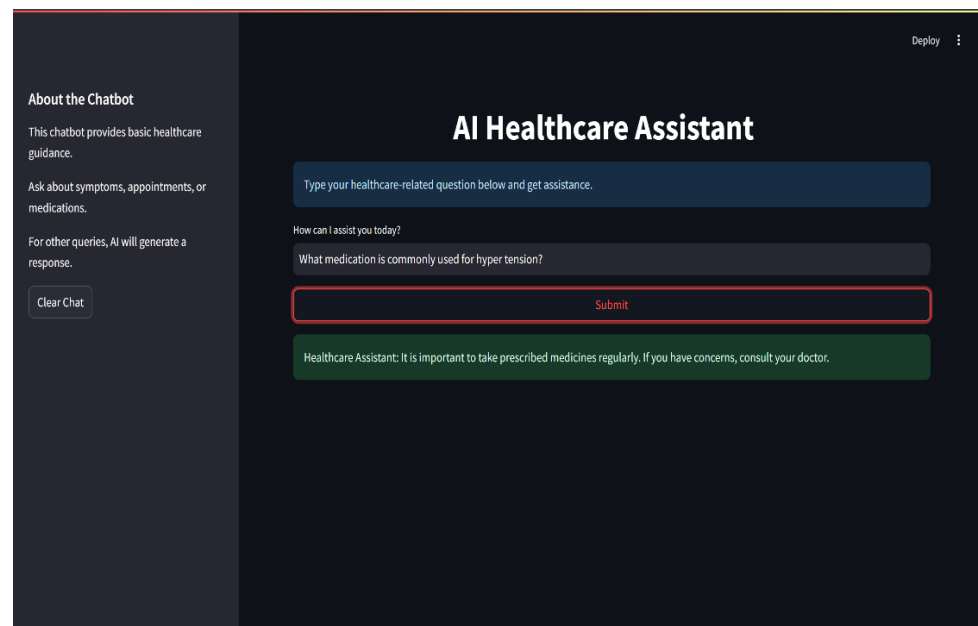 Deploy
About the Chatbot
This chatbot provides basic healthcare
guidance.
Ask about symptoms, appointments, or
medications.
For other queries, AI will generate a
response.
Clear Chat
AI Healthcare Assistant
Type your healthcare-related question below and get assistance.
How can I assist you today?
What medication is commonly used for hyper tension?
Submit
Healthcare Assistant: It is important to take prescribed medicines regularly. If you have concerns, consult your doctor.